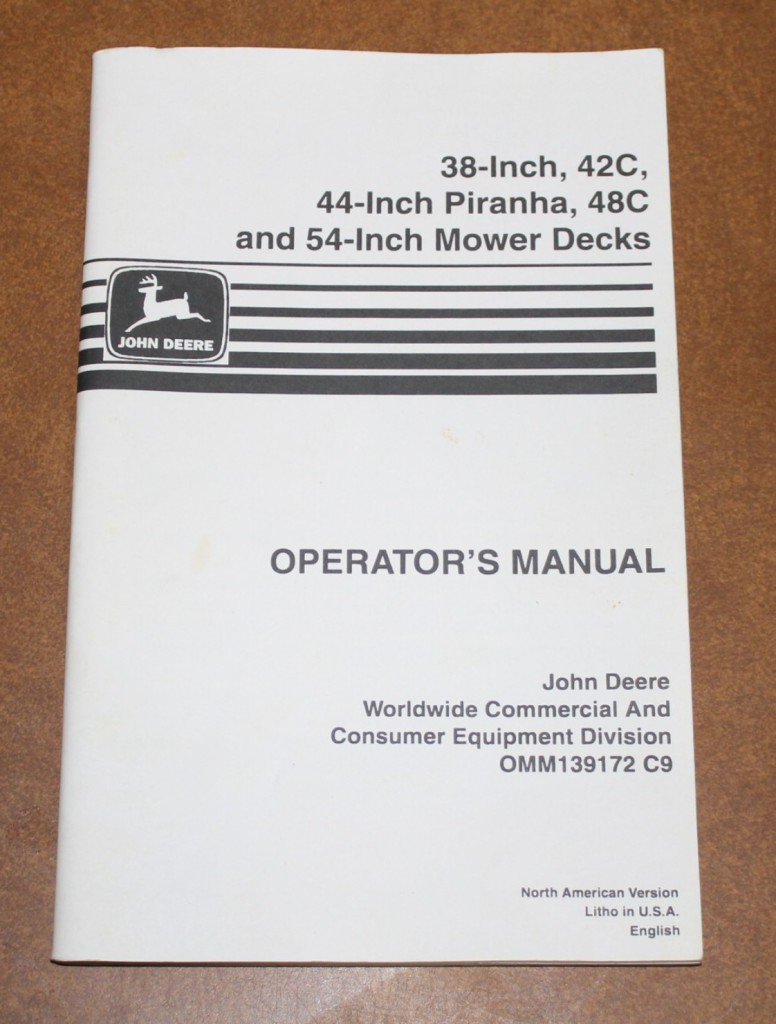 38-Inch, 42C,
44-Inch Piranha, 48C
and 54-Inch Mower Decks
JOHN DEERE
OPERATOR'S MANUAL
John Deere
Worldwide Commercial And
Consumer Equipment Division
OMM139172 C9
North American Version
Litho in U.S.A.
English